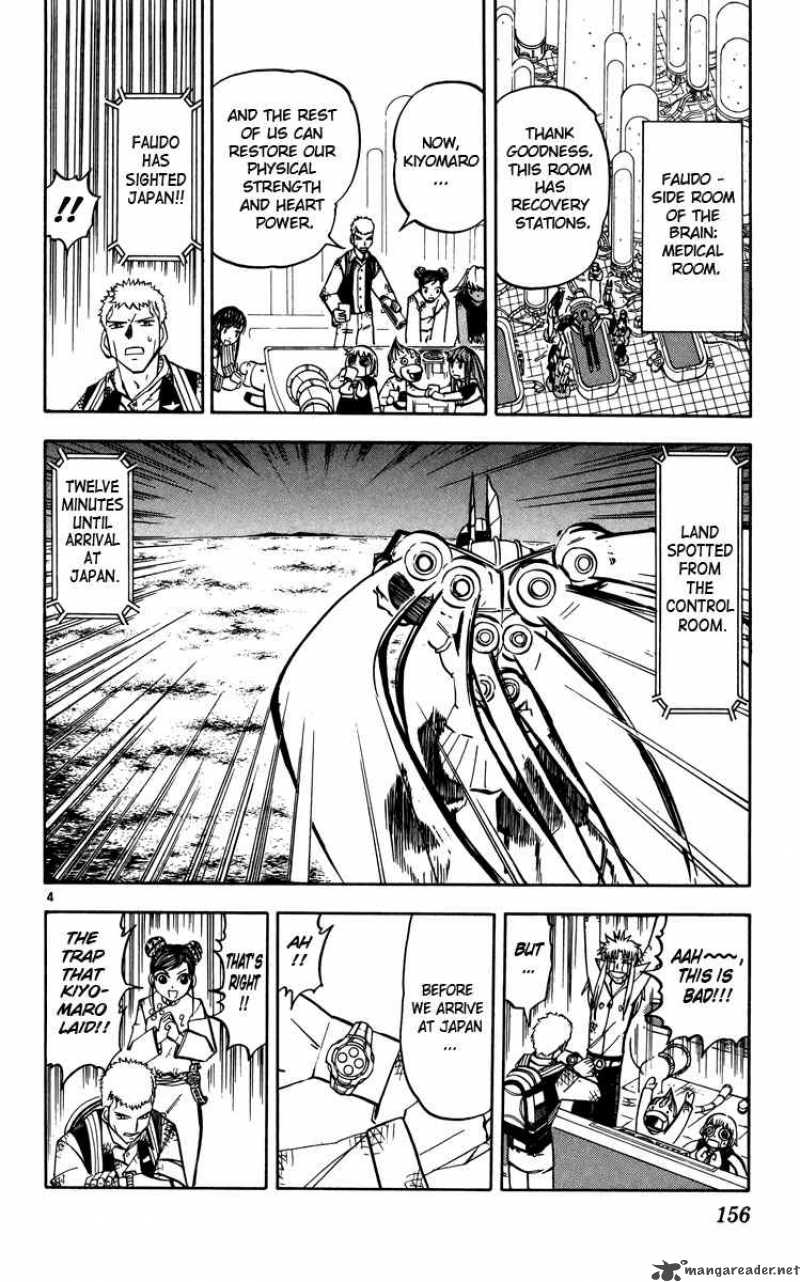 FAUDO -
SIDE ROOM
OF THE
BRAIN:
MEDICAL
ROOM.
THANK
GOODNESS.
THIS ROOM
HAS
RECOVERY
STATIONS.
NOW,
KIYOMARO
...
AND THE REST
OF US CAN
RESTORE OUR
PHYSICAL
STRENGTH
AND HEART
POWER.
FAUDO
HAS
SIGHTED
JAPAN!!
!!
LAND
SPOTTED
FROM
THE
CONTROL
ROOM.
TWELVE
MINUTES
UNTIL
ARRIVAL
AT
JAPAN.
4
AAH~~~,
THIS IS
BAD!!!
BUT
...
BEFORE
WE ARRIVE
AT JAPAN
...
AH
!!
THAT'S
RIGHT
!!
THE
TRAP
THAT
KIYO-
MARO
LAID!!
156
mangareader.net